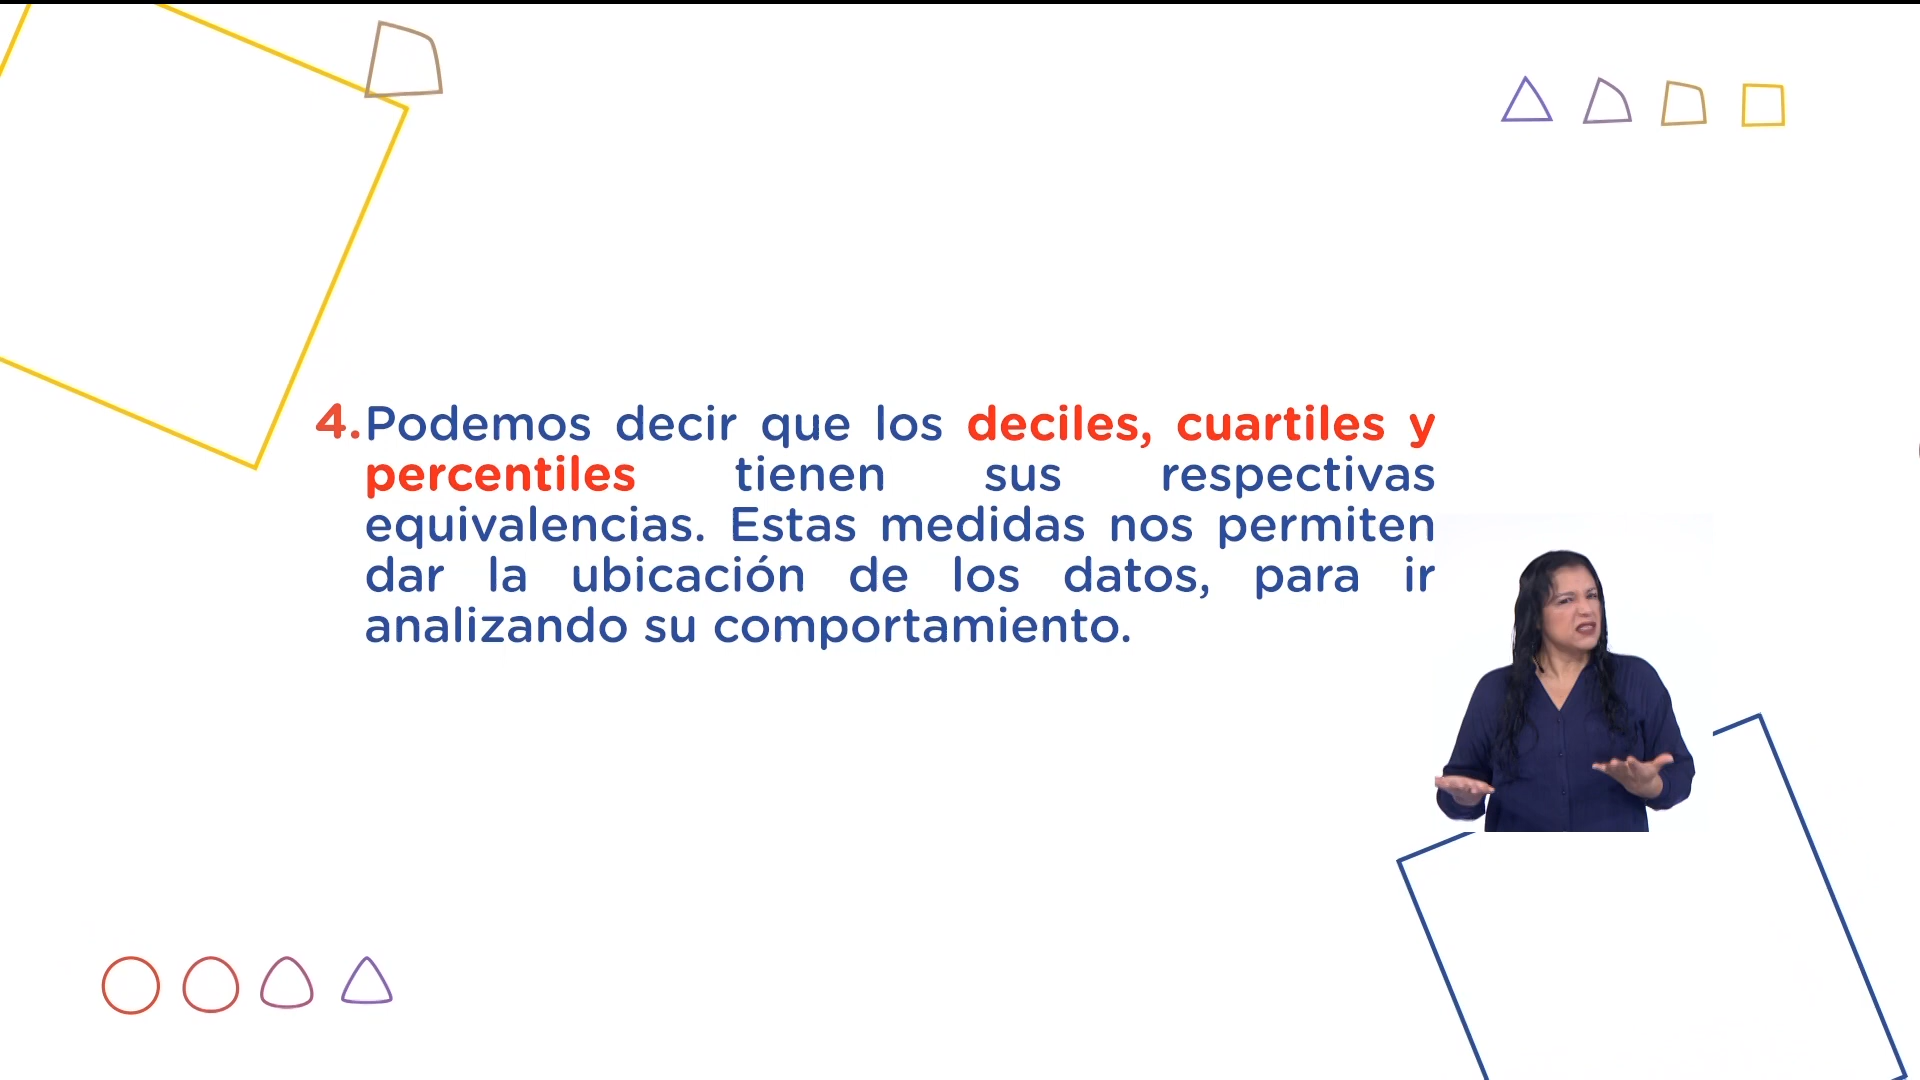 4. Podemos decir que los deciles, cuartiles y
percentiles tienen sus respectivas
equivalencias. Estas medidas nos permiten
dar la ubicación de los datos, para ir
analizando su comportamiento.